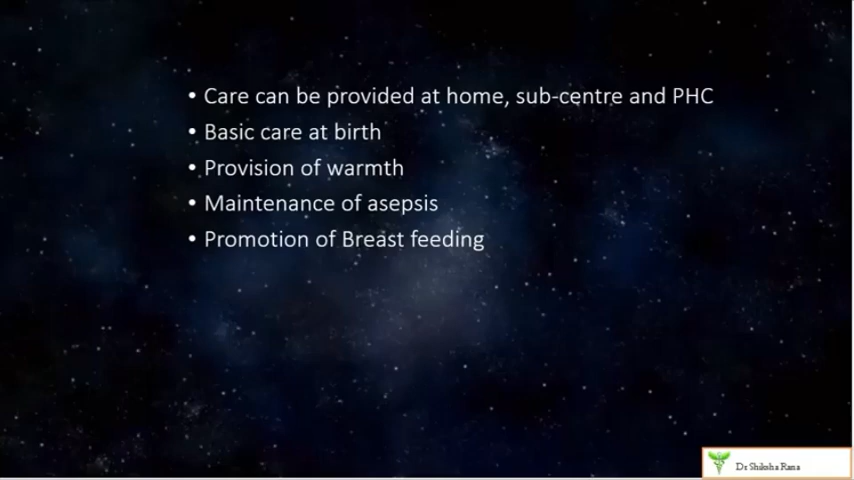 • Care can be provided at home, sub-centre and PHC
• Basic care at birth
• Provision of warmth
• Maintenance of asepsis
• Promotion of Breast feeding
Dr Shiksha Rana